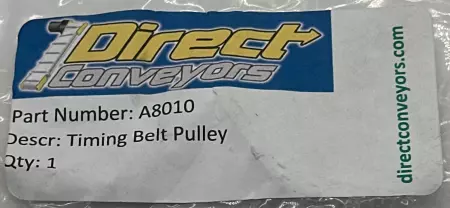 Direct
Conveyors
Part Number: A8010
Descr: Timing Belt Pulley
Qty: 1
directconveyors.com